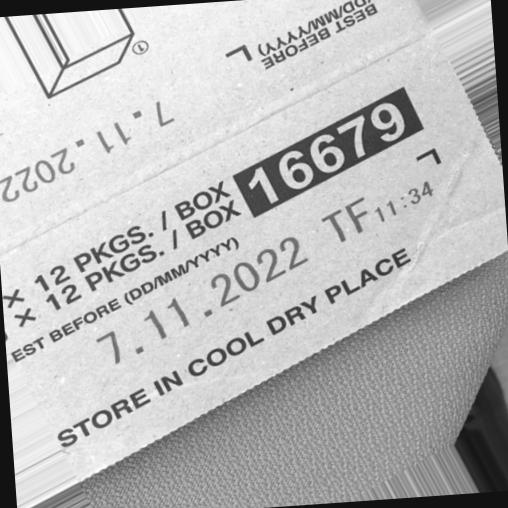 BEST BEFORE
(DD/MM/YYYY)
7.11.2022
16679
× 12 PKGS. / BOX
× 12 PKGS. / BOX
EST BEFORE (DD/MM/YYYY)
7.11.2022 TF 11:34
STORE IN COOL DRY PLACE